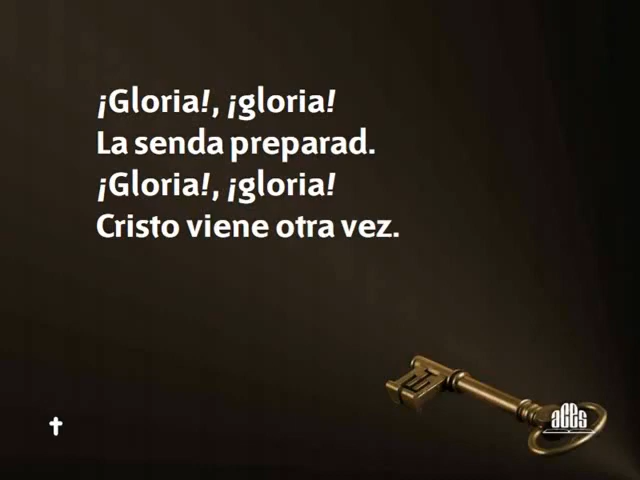 ¡Gloria!, ¡gloria!
La senda preparad.
¡Gloria!, ¡gloria!
Cristo viene otra vez.
aces